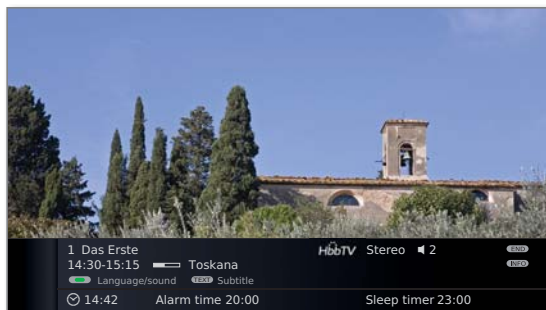 1 Das Erste HbbTV Stereo 2 END
14:30-15:15 Toskana INFO
Language/sound TEXT Subtitle
14:42 Alarm time 20:00 Sleep timer 23:00